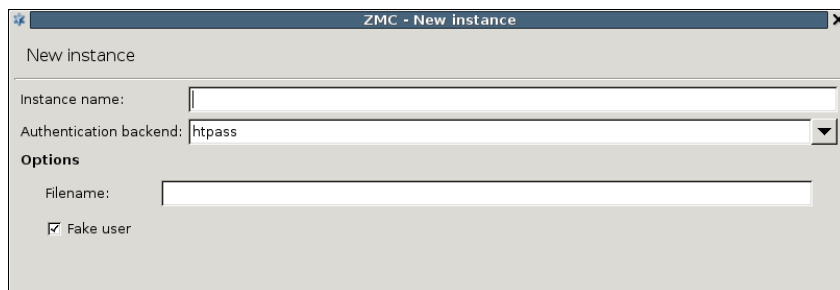 ZMC - New instance
New instance
Instance name:
Authentication backend: htpass
Options
Filename:
Fake user